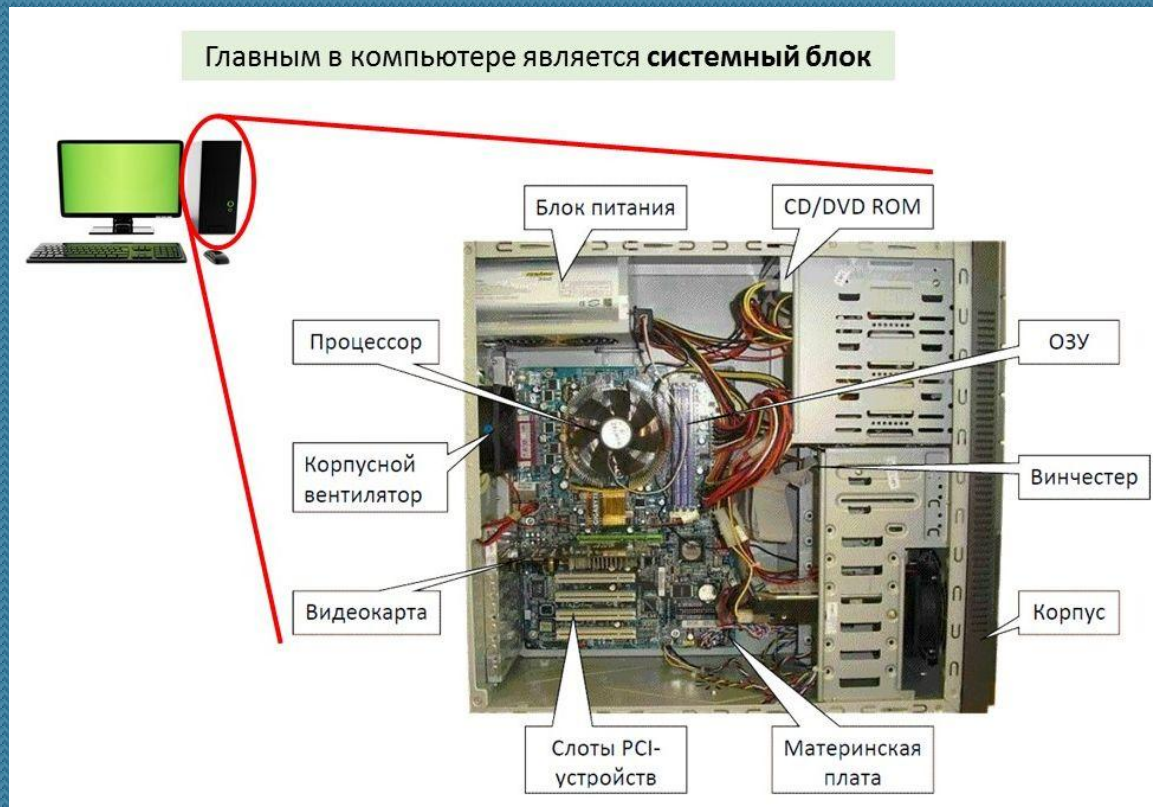 Главным в компьютере является системный блок
Блок питания
CD/DVD ROM
Процессор
ОЗУ
Корпусной
вентилятор
Винчестер
Видеокарта
Корпус
Слоты PCI-
устройств
Материнская
плата